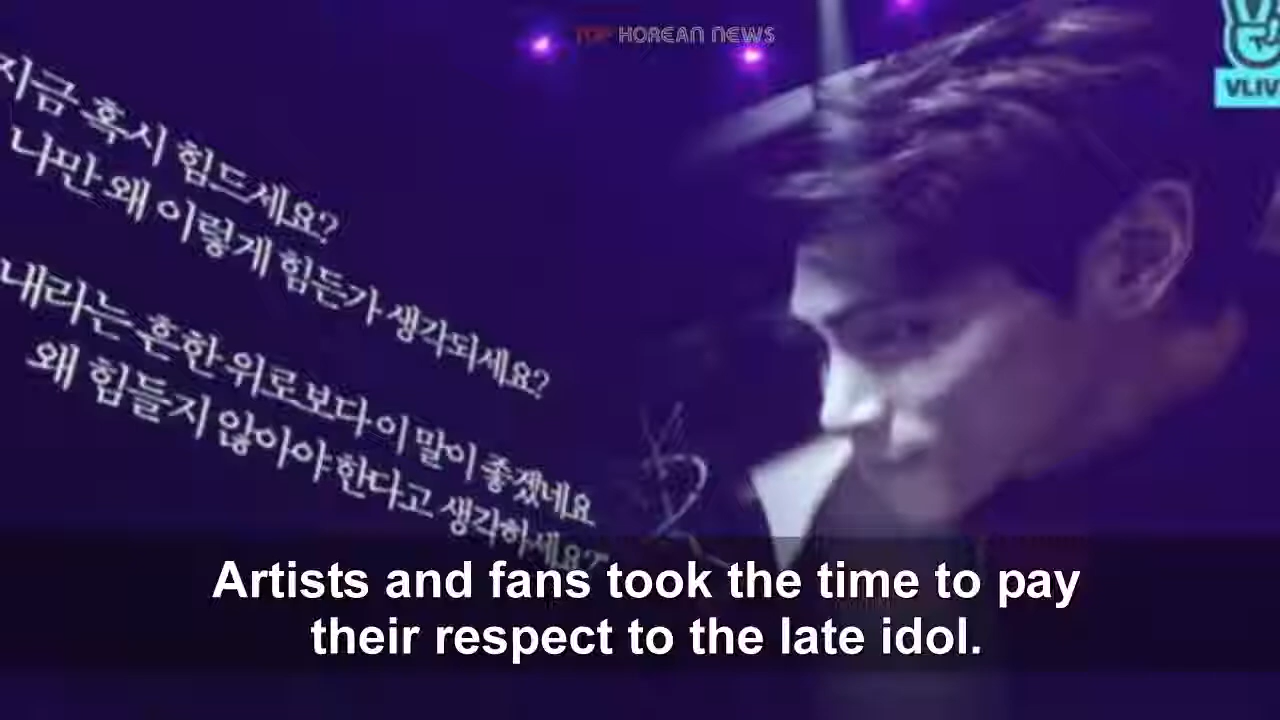 TOP KOREAN NEWS
VLIV
지금 혹시 힘드세요?
나만 왜 이렇게 힘든가 생각되세요?
내라는 흔한 위로보다 이 말이 좋겠네요
왜 힘들지 않아야 한다고 생각하세요?
Artists and fans took the time to pay
their respect to the late idol.